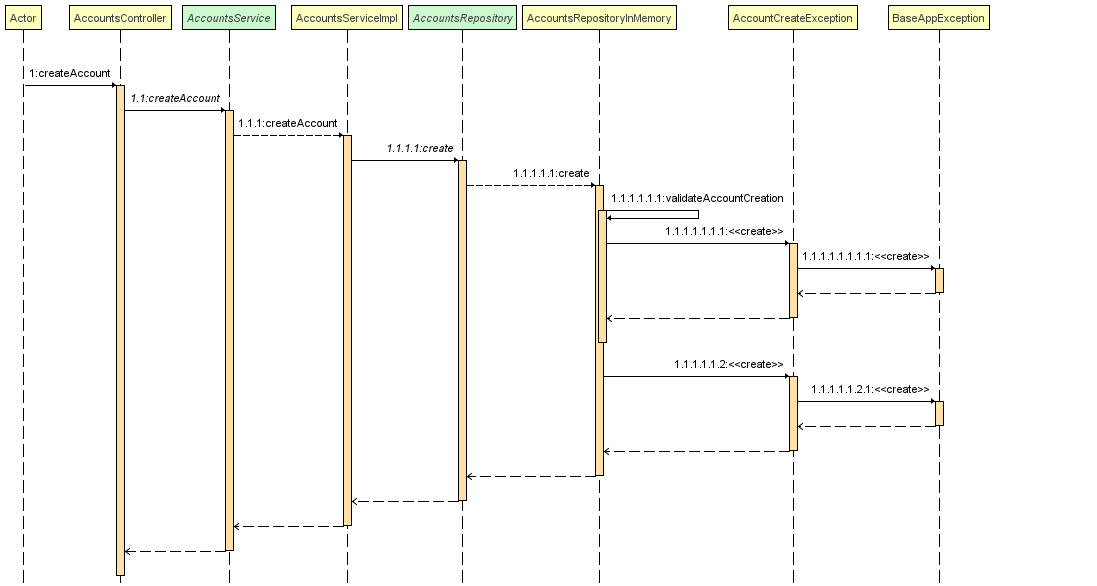 Actor
AccountsController
AccountsService
AccountsServiceImpl
AccountsRepository
AccountsRepositoryInMemory
AccountCreateException
BaseAppException
1:createAccount
1.1:createAccount
1.1.1:createAccount
1.1.1.1:create
1.1.1.1.1:create
1.1.1.1.1.1:validateAccountCreation
1.1.1.1.1.1.1:<<create>>
1.1.1.1.1.1.1.1:<<create>>
1.1.1.1.1.2:<<create>>
1.1.1.1.1.2.1:<<create>>